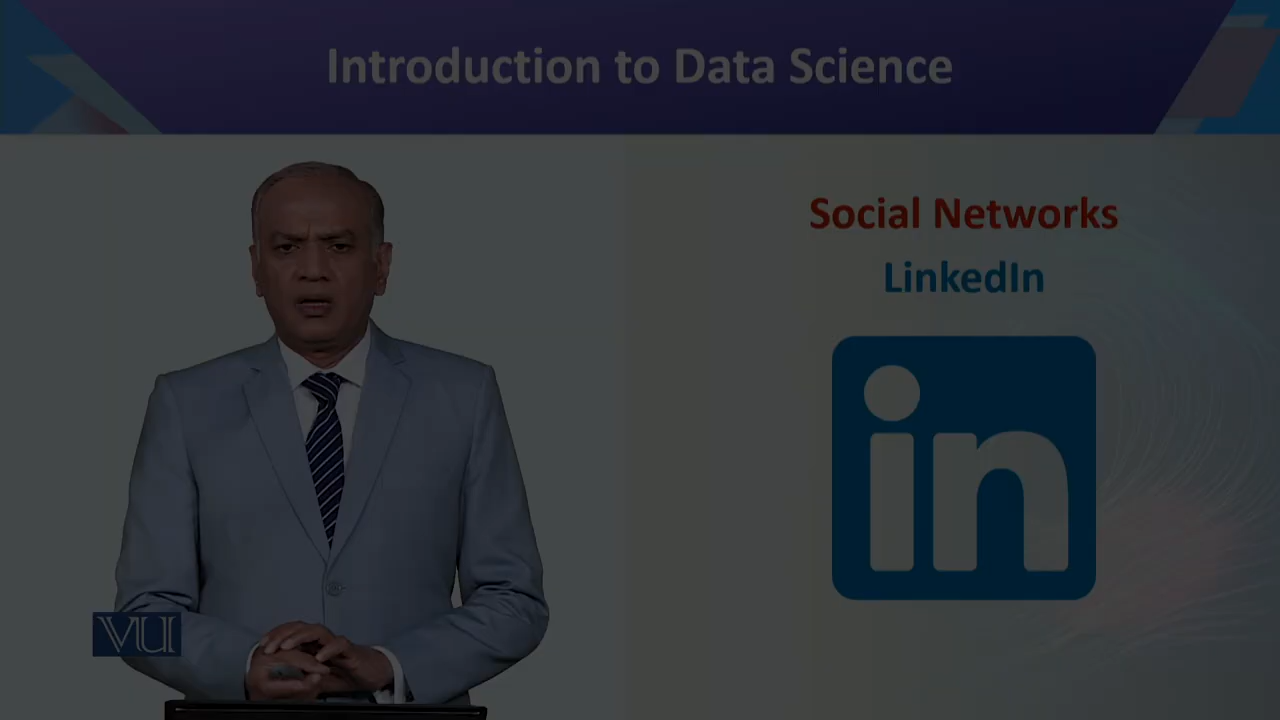 Introduction to Data Science
Social Networks
LinkedIn
in
VU